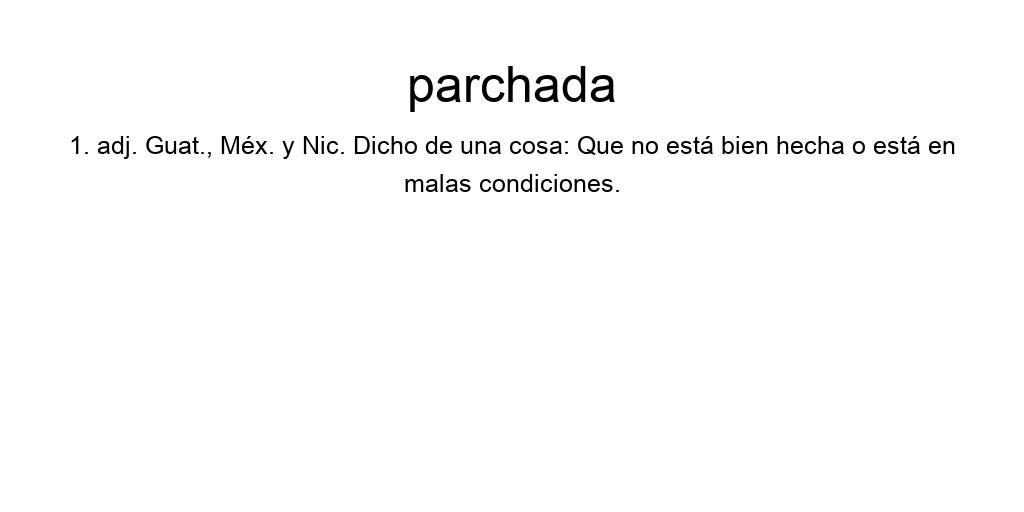 parchada
1. adj. Guat., Méx. y Nic. Dicho de una cosa: Que no está bien hecha o está en
malas condiciones.